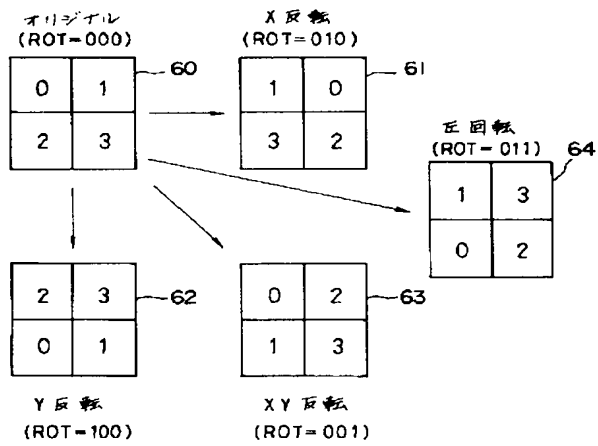 オリジナル
(ROT=000)
0 1
2 3
60
X反転
(ROT=010)
1 0
3 2
61
左回転
(ROT=011)
1 3
0 2
64
2 3
0 1
62
Y反転
(ROT=100)
0 2
1 3
63
XY反転
(ROT=001)